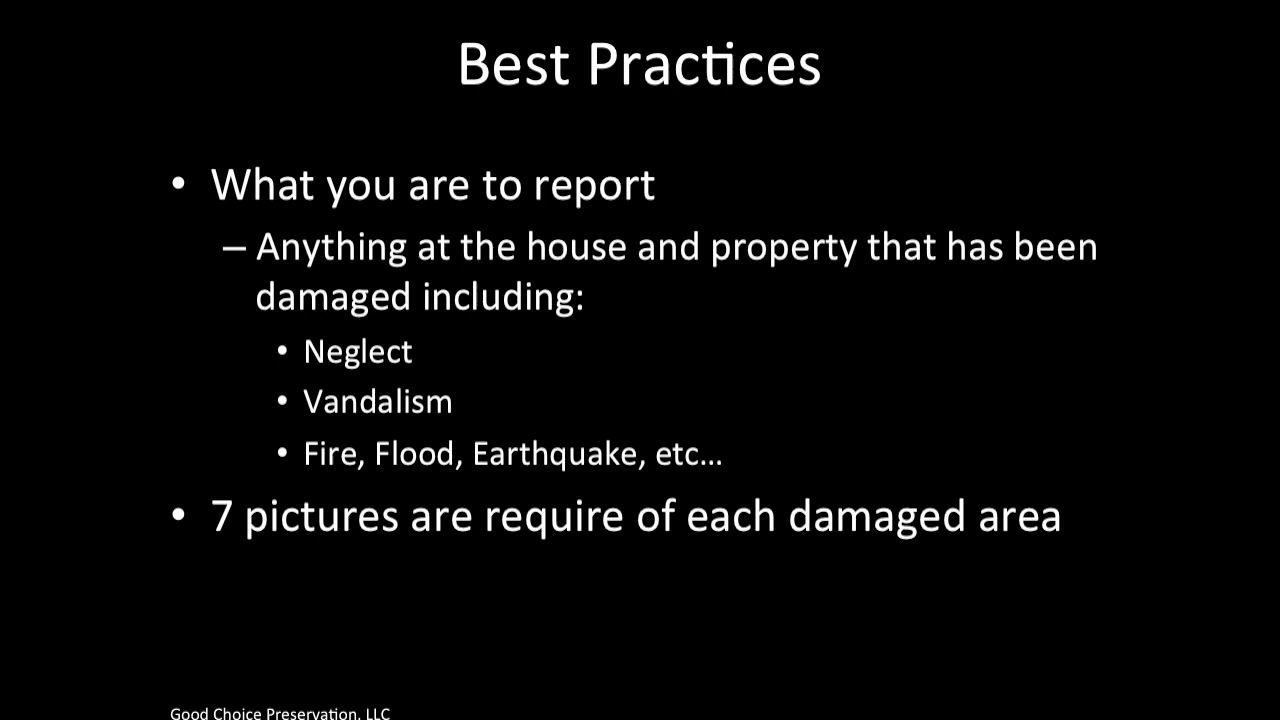 Best Practices
• What you are to report
– Anything at the house and property that has been
damaged including:
• Neglect
• Vandalism
• Fire, Flood, Earthquake, etc…
• 7 pictures are require of each damaged area
Good Choice Preservation, LLC